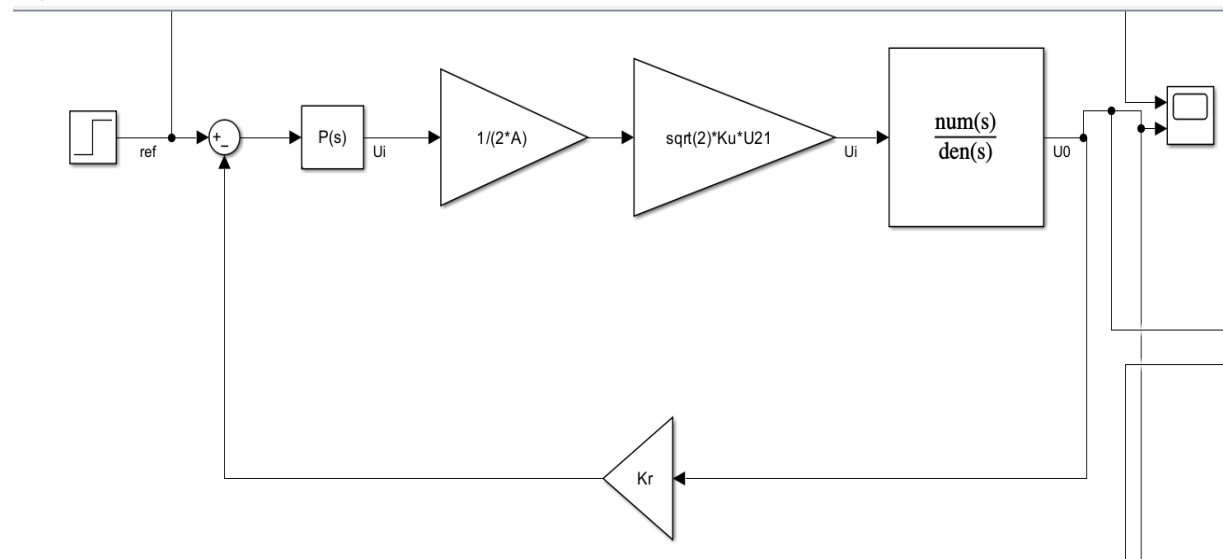 ref
+
−
P(s)
Ui
1/(2*A)
sqrt(2)*Ku*U21
Ui
num(s)
den(s)
U0
Kr